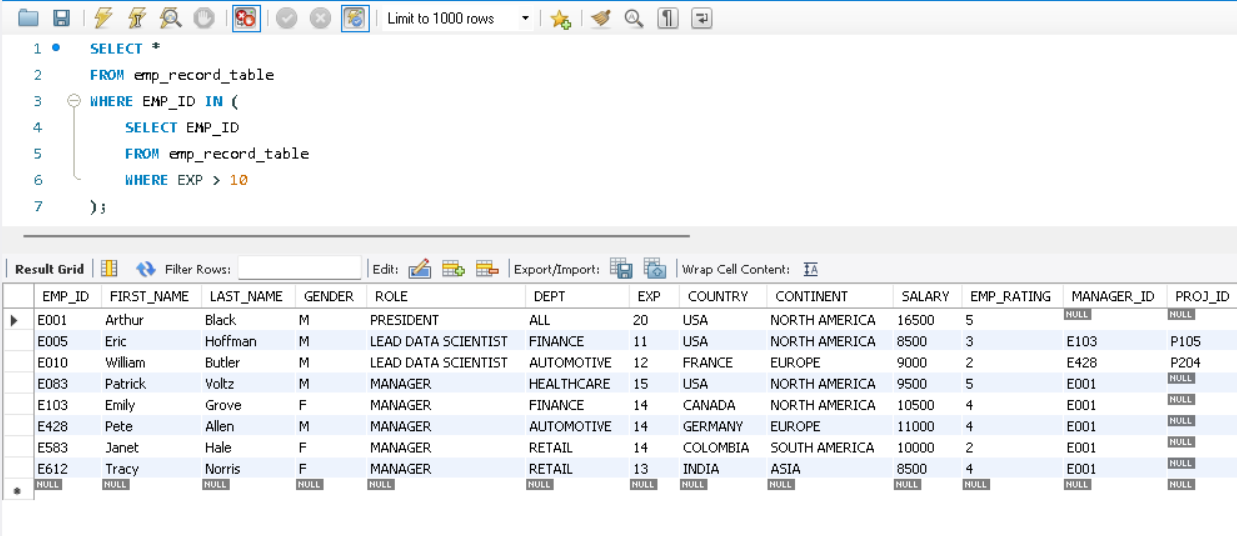 Limit to 1000 rows
1 SELECT *
2 FROM emp_record_table
3 WHERE EMP_ID IN (
4 SELECT EMP_ID
5 FROM emp_record_table
6 WHERE EXP > 10
7 );
Result Grid Filter Rows: Edit: Export/Import: Wrap Cell Content: IA
EMP_ID FIRST_NAME LAST_NAME GENDER ROLE DEPT EXP COUNTRY CONTINENT SALARY EMP_RATING MANAGER_ID PROJ_ID
E001 Arthur Black M PRESIDENT ALL 20 USA NORTH AMERICA 16500 5 NULL NULL
E005 Eric Hoffman M LEAD DATA SCIENTIST FINANCE 11 USA NORTH AMERICA 8500 3 E103 P105
E010 William Butler M LEAD DATA SCIENTIST AUTOMOTIVE 12 FRANCE EUROPE 9000 2 E428 P204
E083 Patrick Voltz M MANAGER HEALTHCARE 15 USA NORTH AMERICA 9500 5 E001 NULL
E103 Emily Grove F MANAGER FINANCE 14 CANADA NORTH AMERICA 10500 4 E001 NULL
E428 Pete Allen M MANAGER AUTOMOTIVE 14 GERMANY EUROPE 11000 4 E001 NULL
E583 Janet Hale F MANAGER RETAIL 14 COLOMBIA SOUTH AMERICA 10000 2 E001 NULL
E612 Tracy Norris F MANAGER RETAIL 13 INDIA ASIA 8500 4 E001 NULL
NULL NULL NULL NULL NULL NULL NULL NULL NULL NULL NULL NULL NULL